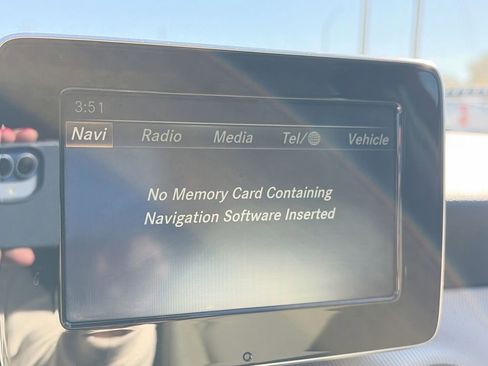 3:51
Navi Radio Media Tel/ Vehicle
No Memory Card Containing
Navigation Software Inserted